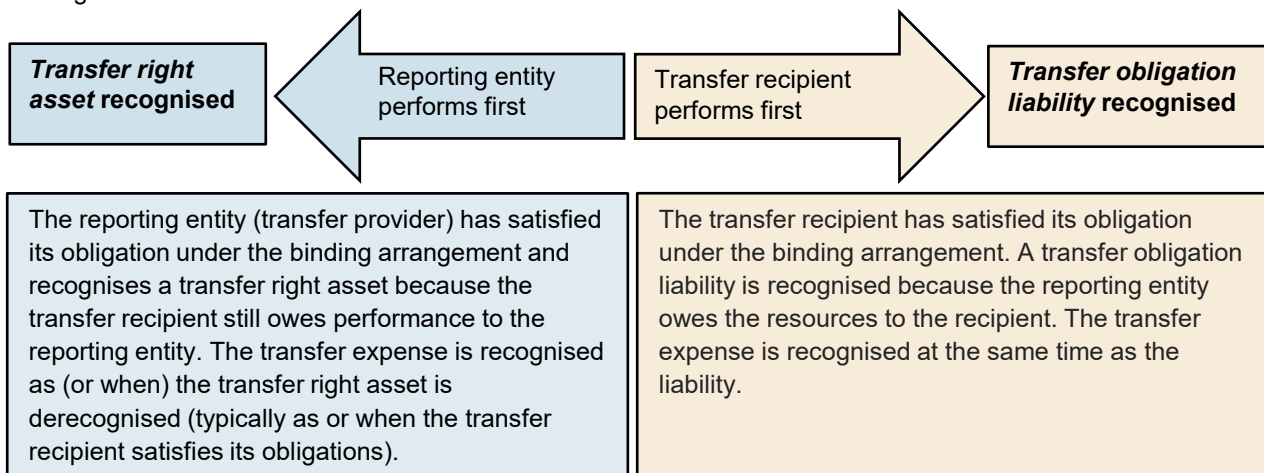 Transfer right
asset recognised
Reporting entity
performs first
Transfer recipient
performs first
Transfer obligation
liability recognised
The reporting entity (transfer provider) has satisfied
its obligation under the binding arrangement and
recognises a transfer right asset because the
transfer recipient still owes performance to the
reporting entity. The transfer expense is recognised
as (or when) the transfer right asset is
derecognised (typically as or when the transfer
recipient satisfies its obligations).
The transfer recipient has satisfied its obligation
under the binding arrangement. A transfer obligation
liability is recognised because the reporting entity
owes the resources to the recipient. The transfer
expense is recognised at the same time as the
liability.